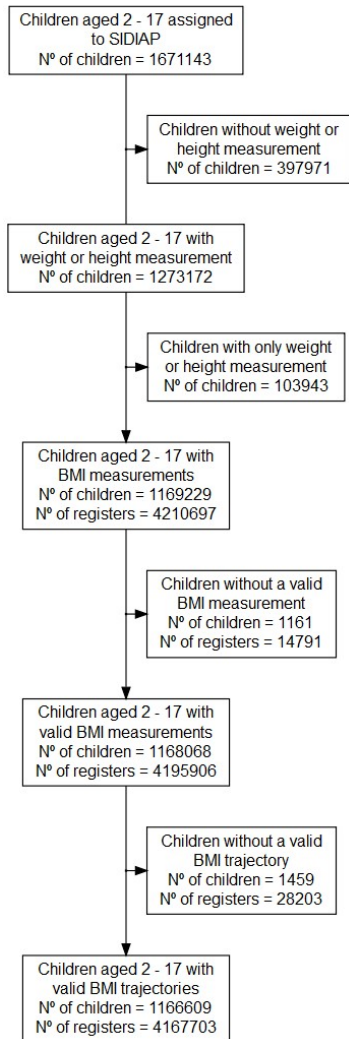 Children aged 2 - 17 assigned
to SIDIAP
Nº of children = 1671143
Children without weight or
height measurement
Nº of children = 397971
Children aged 2 - 17 with
weight or height measurement
Nº of children = 1273172
Children with only weight
or height measurement
Nº of children = 103943
Children aged 2 - 17 with
BMI measurements
Nº of children = 1169229
Nº of registers = 4210697
Children without a valid
BMI measurement
Nº of children = 1161
Nº of registers = 14791
Children aged 2 - 17 with
valid BMI measurements
Nº of children = 1168068
Nº of registers = 4195906
Children without a valid
BMI trajectory
Nº of children = 1459
Nº of registers = 28203
Children aged 2 - 17 with
valid BMI trajectories
Nº of children = 1166609
Nº of registers = 4167703